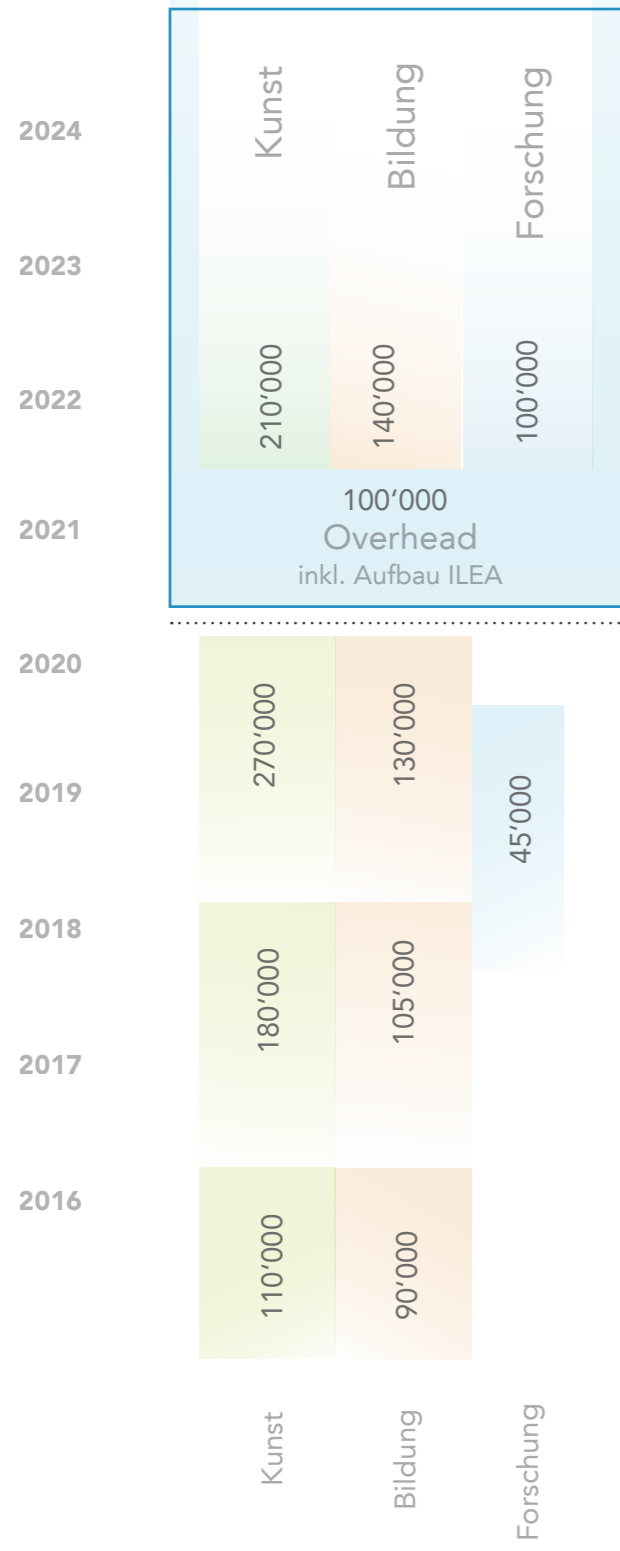 Kunst
Bildung
Forschung
2024
2023
2022
210‘000
140‘000
100‘000
100‘000
2021
Overhead
inkl. Aufbau ILEA
2020
270‘000
130‘000
2019
45‘000
2018
180‘000
105‘000
2017
2016
110‘000
90‘000
Kunst
Bildung
Forschung